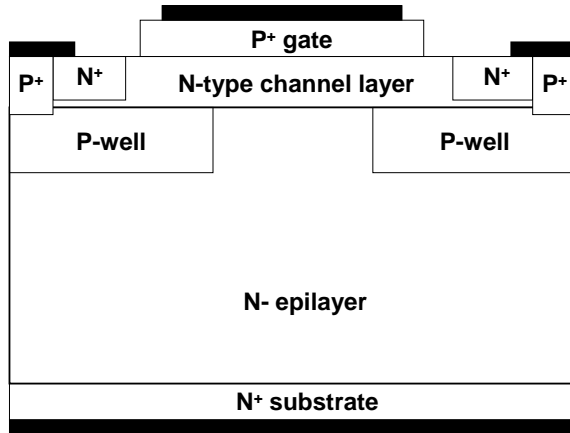 P⁺ gate
P⁺ N⁺ N-type channel layer N⁺ P⁺
P-well P-well
N- epilayer
N⁺ substrate